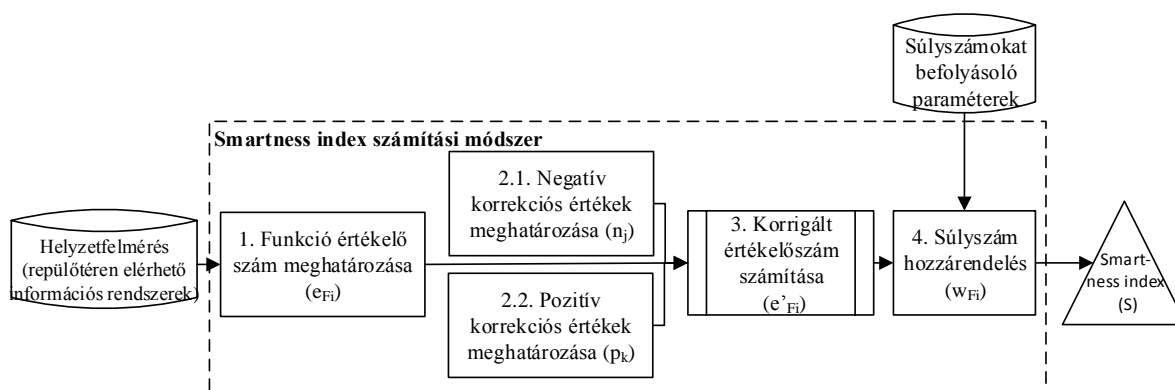 Súlyszámokat
befolyásoló
paraméterek
Smartness index számítási módszer
Helyzetfelmérés
(repülőtéren elérhető
információs rendszerek)
1. Funkció értékelő
szám meghatározása
(eFi)
2.1. Negatív
korrekciós értékek
meghatározása (nj)
2.2. Pozitív
korrekciós értékek
meghatározása (pk)
3. Korrigált
értékelőszám
számítása
(e’Fi)
4. Súlyszám
hozzárendelés
(wFi)
Smart-
ness index
(S)